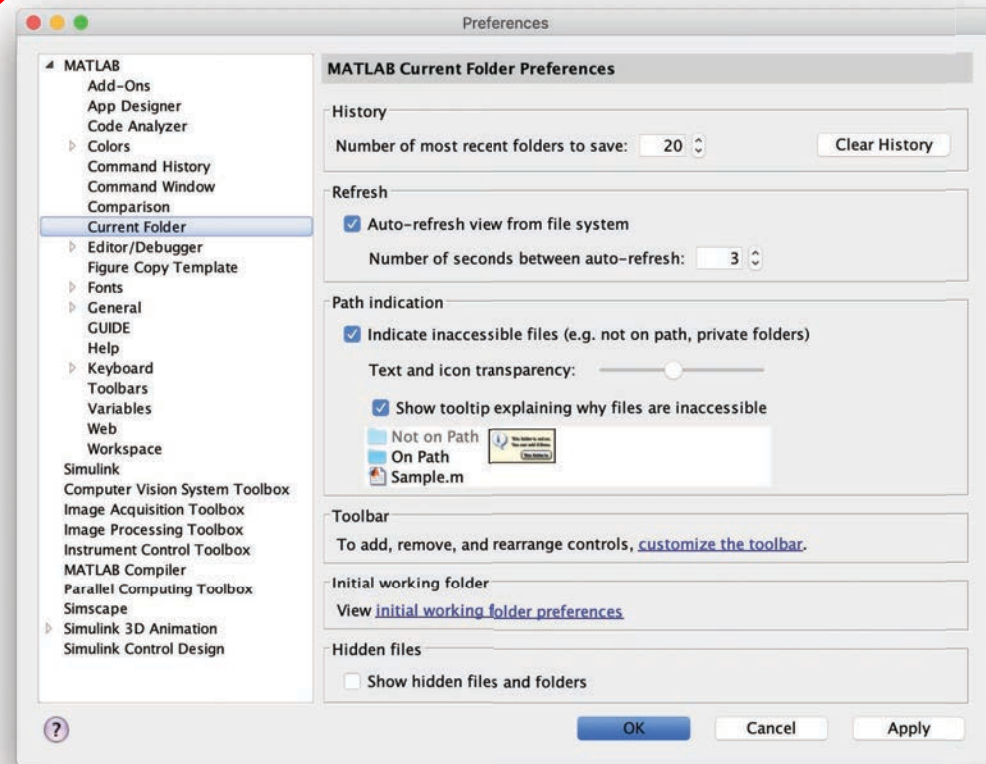 Preferences
MATLAB
Add-Ons
App Designer
Code Analyzer
Colors
Command History
Command Window
Comparison
Current Folder
Editor/Debugger
Figure Copy Template
Fonts
General
GUIDE
Help
Keyboard
Toolbars
Variables
Web
Workspace
Simulink
Computer Vision System Toolbox
Image Acquisition Toolbox
Image Processing Toolbox
Instrument Control Toolbox
MATLAB Compiler
Parallel Computing Toolbox
Simscape
Simulink 3D Animation
Simulink Control Design
MATLAB Current Folder Preferences
History
Number of most recent folders to save: 20 Clear History
Refresh
Auto-refresh view from file system
Number of seconds between auto-refresh: 3
Path indication
Indicate inaccessible files (e.g. not on path, private folders)
Text and icon transparency:
Show tooltip explaining why files are inaccessible
Not on Path
On Path
Sample.m
Toolbar
To add, remove, and rearrange controls, customize the toolbar.
Initial working folder
View initial working folder preferences
Hidden files
Show hidden files and folders
? OK Cancel Apply